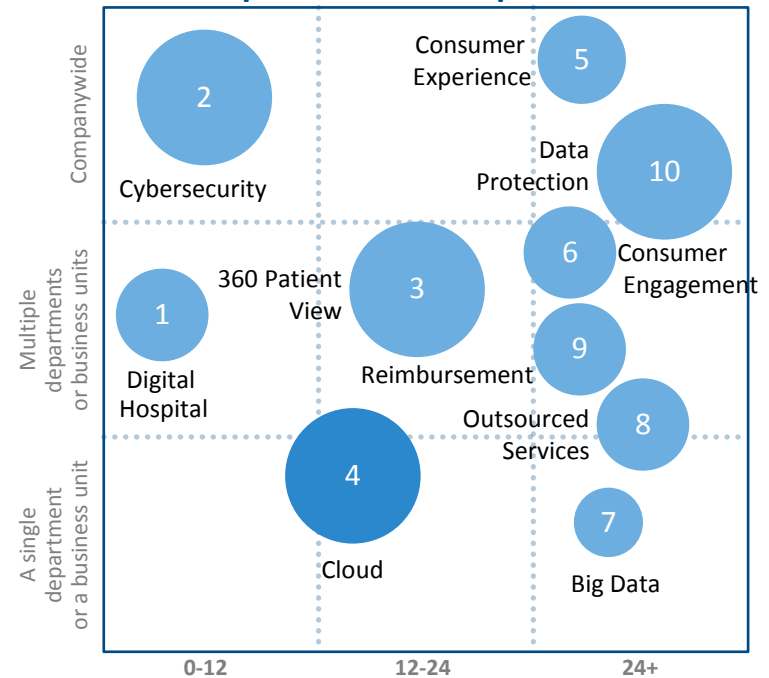 Companywide
Multiple
departments
or business units
A single
department
or a business unit
2
Cybersecurity
Consumer
Experience
5
Data
Protection
10
6
Consumer
Engagement
1
Digital
Hospital
360 Patient
View
3
9
Reimbursement
Outsourced
Services
8
4
Cloud
7
Big Data
0-12
12-24
24+